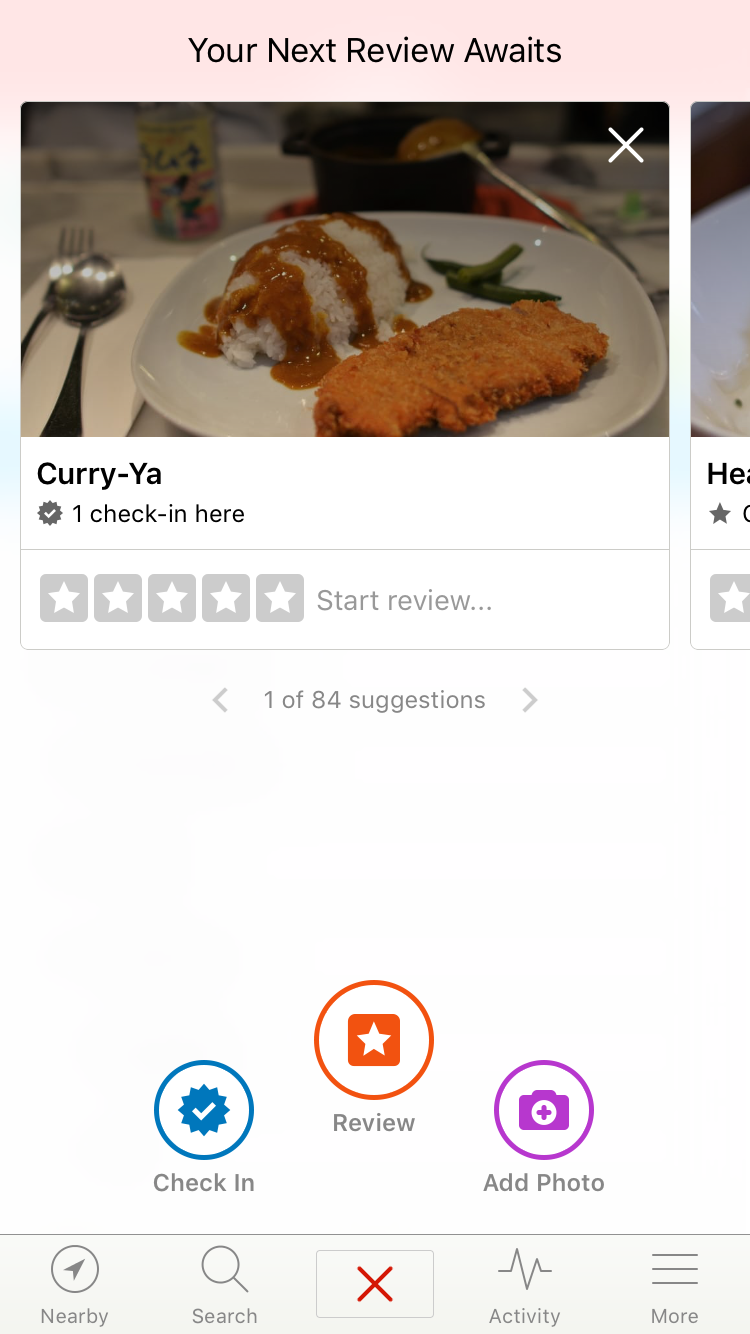 Your Next Review Awaits
Curry-Ya
1 check-in here
Start review...
1 of 84 suggestions
Review
Check In
Add Photo
Nearby
Search
Activity
More